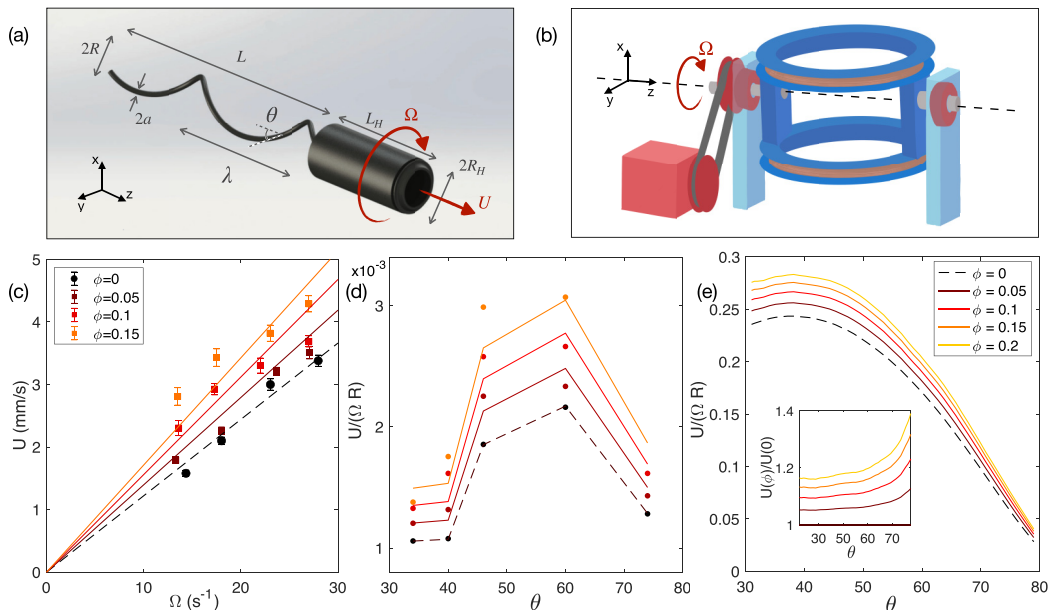 (a)
2R
L
2a
θ
λ
L_H
Ω
2R_H
U
x
y
z
(b)
x
y
z
Ω
(c)
5
4
3
2
1
0
U (mm/s)
ϕ=0
ϕ=0.05
ϕ=0.1
ϕ=0.15
0 10 20 30
Ω (s⁻¹)
(d)
x10⁻³
3
2
1
U/(Ω R)
30 40 50 60 70 80
θ
(e)
0.3
0.25
0.2
0.15
0.1
0.05
0
U/(Ω R)
ϕ = 0
ϕ = 0.05
ϕ = 0.1
ϕ = 0.15
ϕ = 0.2
1.4
1.2
1
U(ϕ)/U(0)
30 40 50 60 70
θ
30 40 50 60 70 80
θ